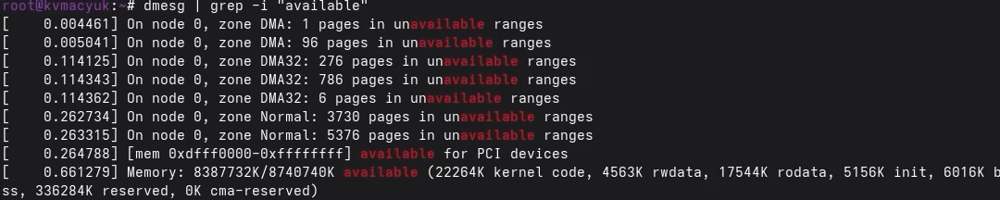 root@kvmacyuk:~# dmesg | grep -i "available"
[    0.004461] On node 0, zone DMA: 1 pages in unavailable ranges
[    0.005041] On node 0, zone DMA: 96 pages in unavailable ranges
[    0.114125] On node 0, zone DMA32: 276 pages in unavailable ranges
[    0.114343] On node 0, zone DMA32: 786 pages in unavailable ranges
[    0.114362] On node 0, zone DMA32: 6 pages in unavailable ranges
[    0.262734] On node 0, zone Normal: 3730 pages in unavailable ranges
[    0.263315] On node 0, zone Normal: 5376 pages in unavailable ranges
[    0.264788] [mem 0xdfff0000-0xffffffff] available for PCI devices
[    0.661279] Memory: 8387732K/8740740K available (22264K kernel code, 4563K rwdata, 17544K rodata, 5156K init, 6016K b
ss, 336284K reserved, 0K cma-reserved)